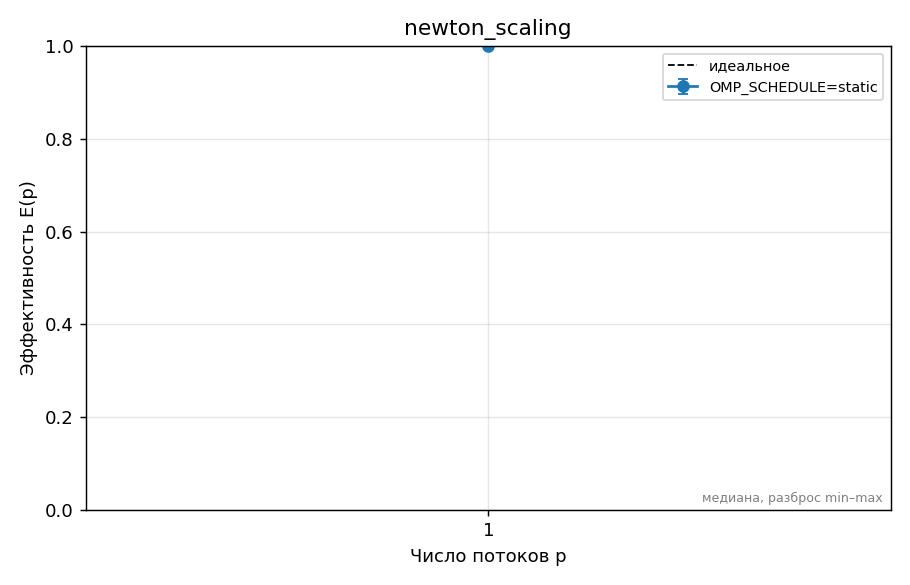 newton_scaling
1.0
0.8
0.6
0.4
0.2
0.0
Эффективность E(p)
идеальное
OMP_SCHEDULE=static
медиана, разброс min–max
1
Число потоков p